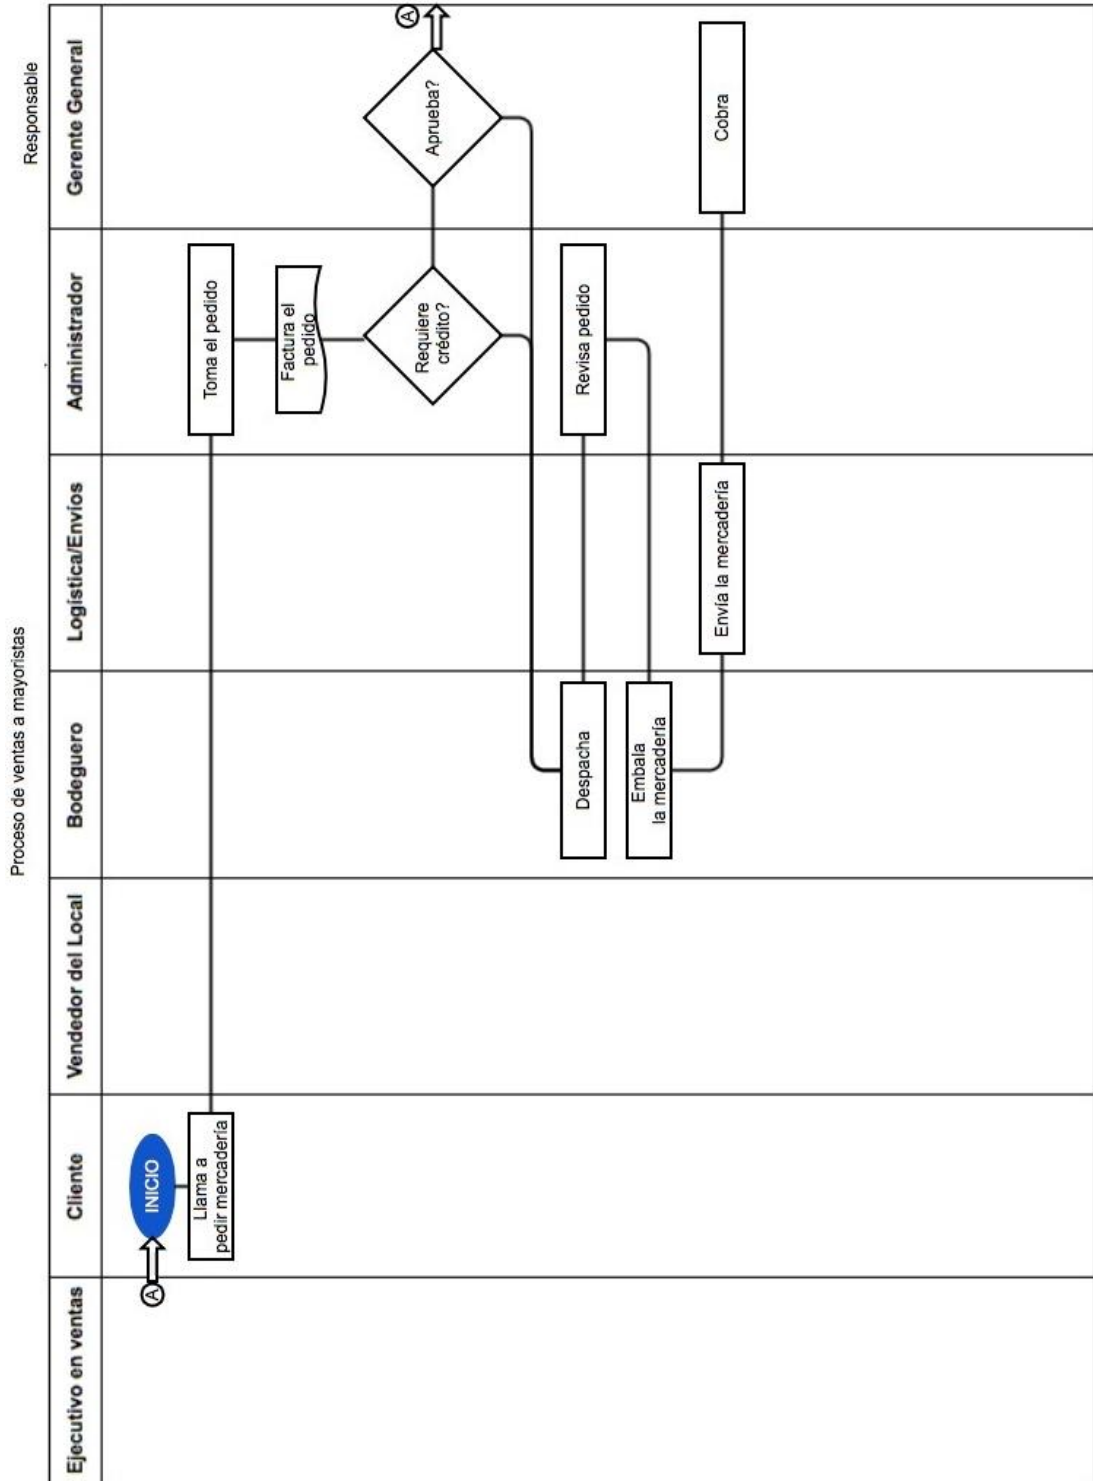 Proceso de ventas a mayoristas
Responsable
Ejecutivo en ventas
Cliente
Vendedor del Local
Bodeguero
Logística/Envíos
Administrador
Gerente General
A
INICIO
Llama a
pedir mercadería
Toma el pedido
Factura el
pedido
Requiere
crédito?
Aprueba?
A
Despacha
Revisa pedido
Embala
la mercadería
Envía la mercadería
Cobra